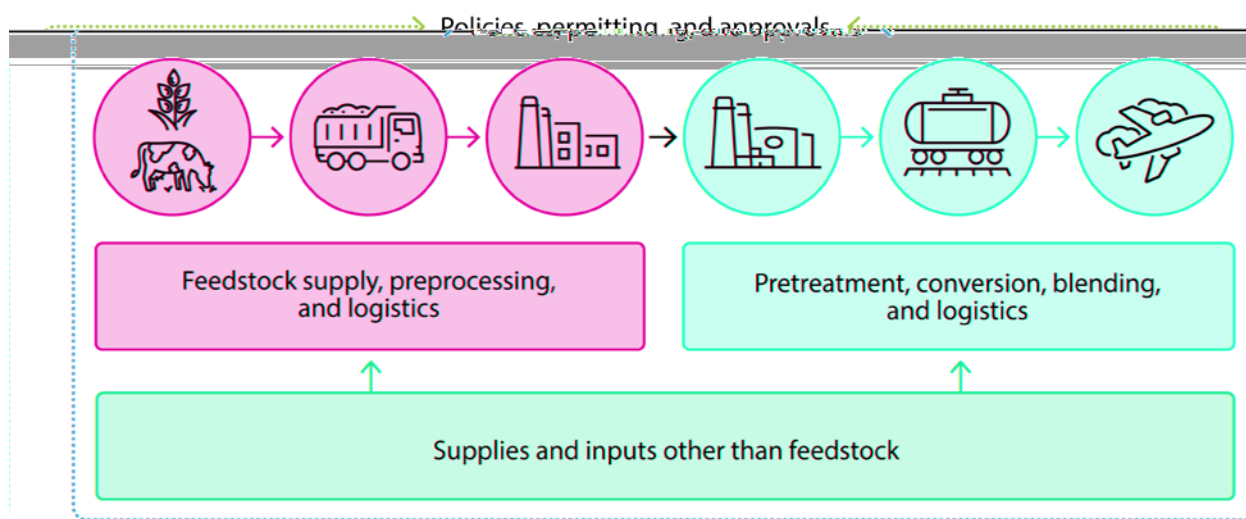 Policies, permitting, and approvals
Feedstock supply, preprocessing,
and logistics
Pretreatment, conversion, blending,
and logistics
Supplies and inputs other than feedstock